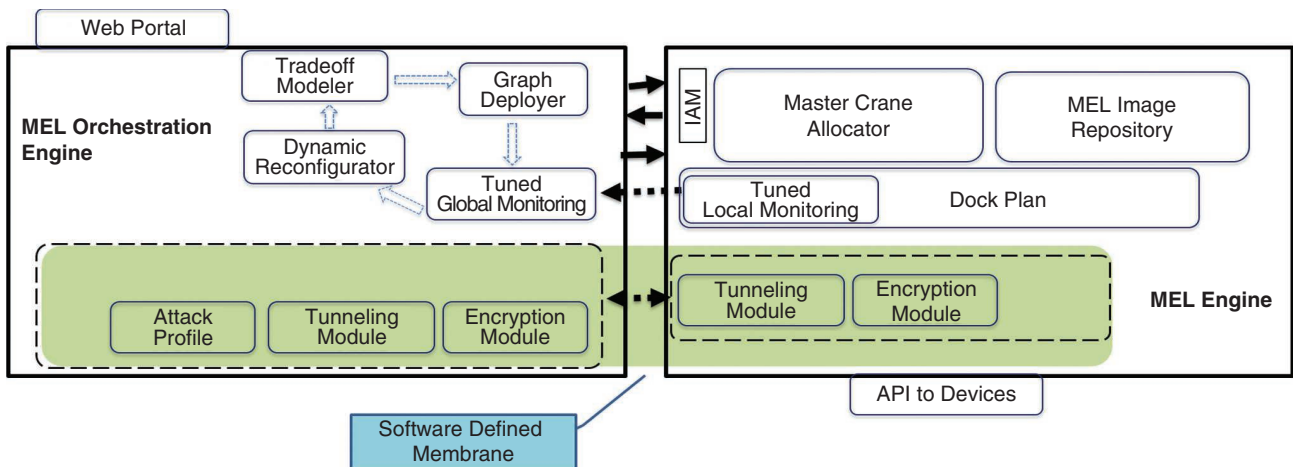 Web Portal
MEL Orchestration
Engine
Tradeoff
Modeler
Graph
Deployer
Dynamic
Reconfigurator
Tuned
Global Monitoring
Attack
Profile
Tunneling
Module
Encryption
Module
IAM
Master Crane
Allocator
MEL Image
Repository
Tuned
Local Monitoring
Dock Plan
Tunneling
Module
Encryption
Module
MEL Engine
API to Devices
Software Defined
Membrane